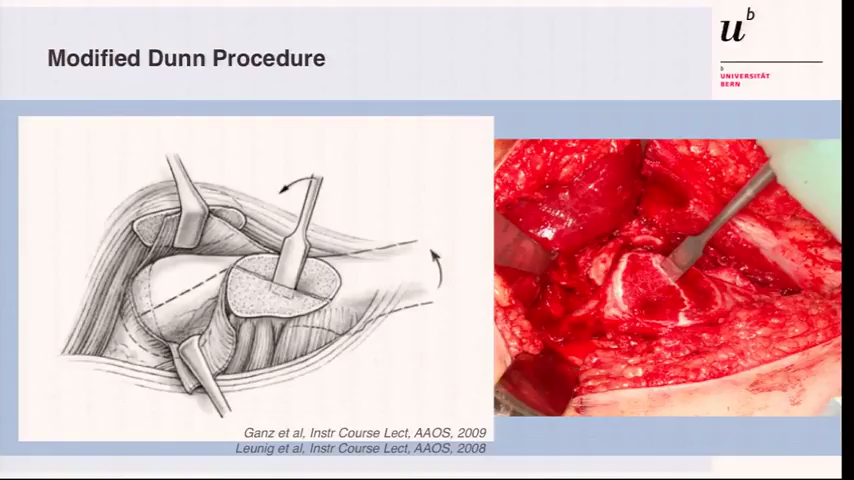 Modified Dunn Procedure
u b
b
UNIVERSITÄT
BERN
Ganz et al, Instr Course Lect, AAOS, 2009
Leunig et al, Instr Course Lect, AAOS, 2008